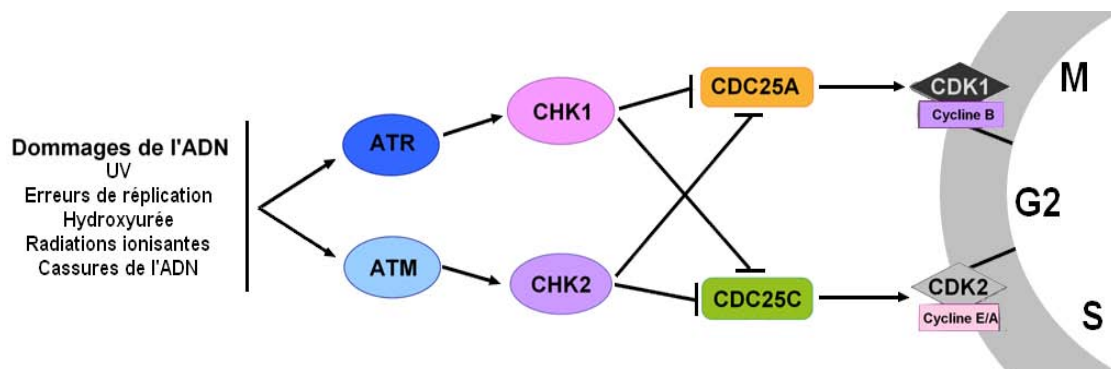 Dommages de l'ADN
UV
Erreurs de réplication
Hydroxyurée
Radiations ionisantes
Cassures de l'ADN
ATR
ATM
CHK1
CHK2
CDC25A
CDC25C
CDK1
Cycline B
CDK2
Cycline E/A
M
G2
S